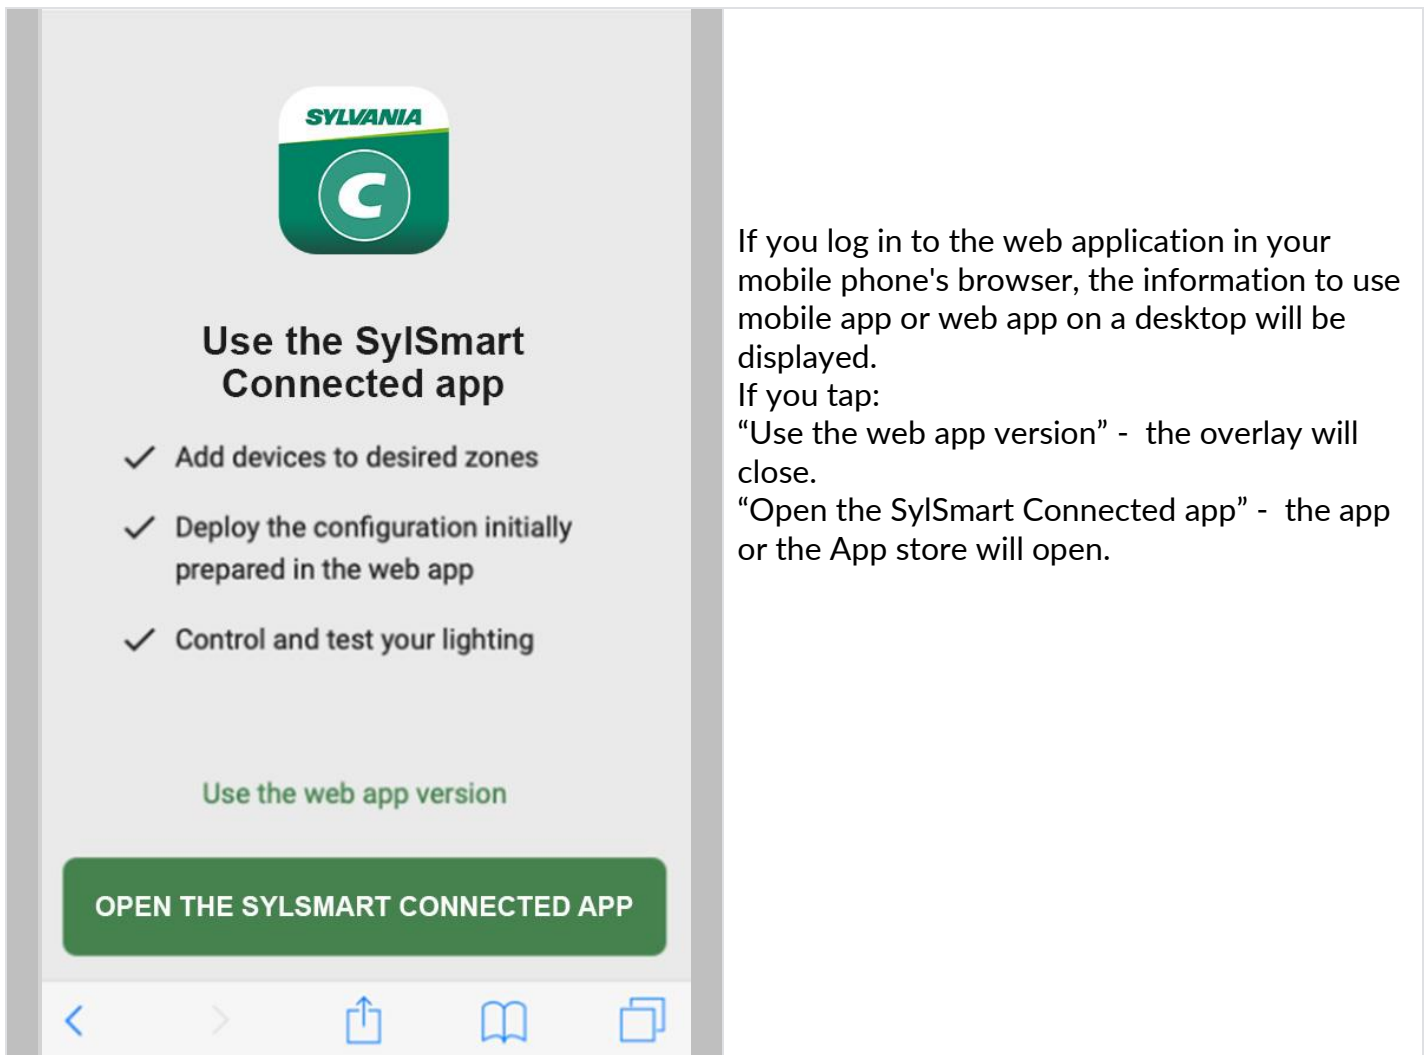 SYLVANIA
C
Use the SylSmart
Connected app
Add devices to desired zones
Deploy the configuration initially
prepared in the web app
Control and test your lighting
Use the web app version
OPEN THE SYLSMART CONNECTED APP
If you log in to the web application in your
mobile phone's browser, the information to use
mobile app or web app on a desktop will be
displayed.
If you tap:
“Use the web app version” -  the overlay will
close.
“Open the SylSmart Connected app” -  the app
or the App store will open.